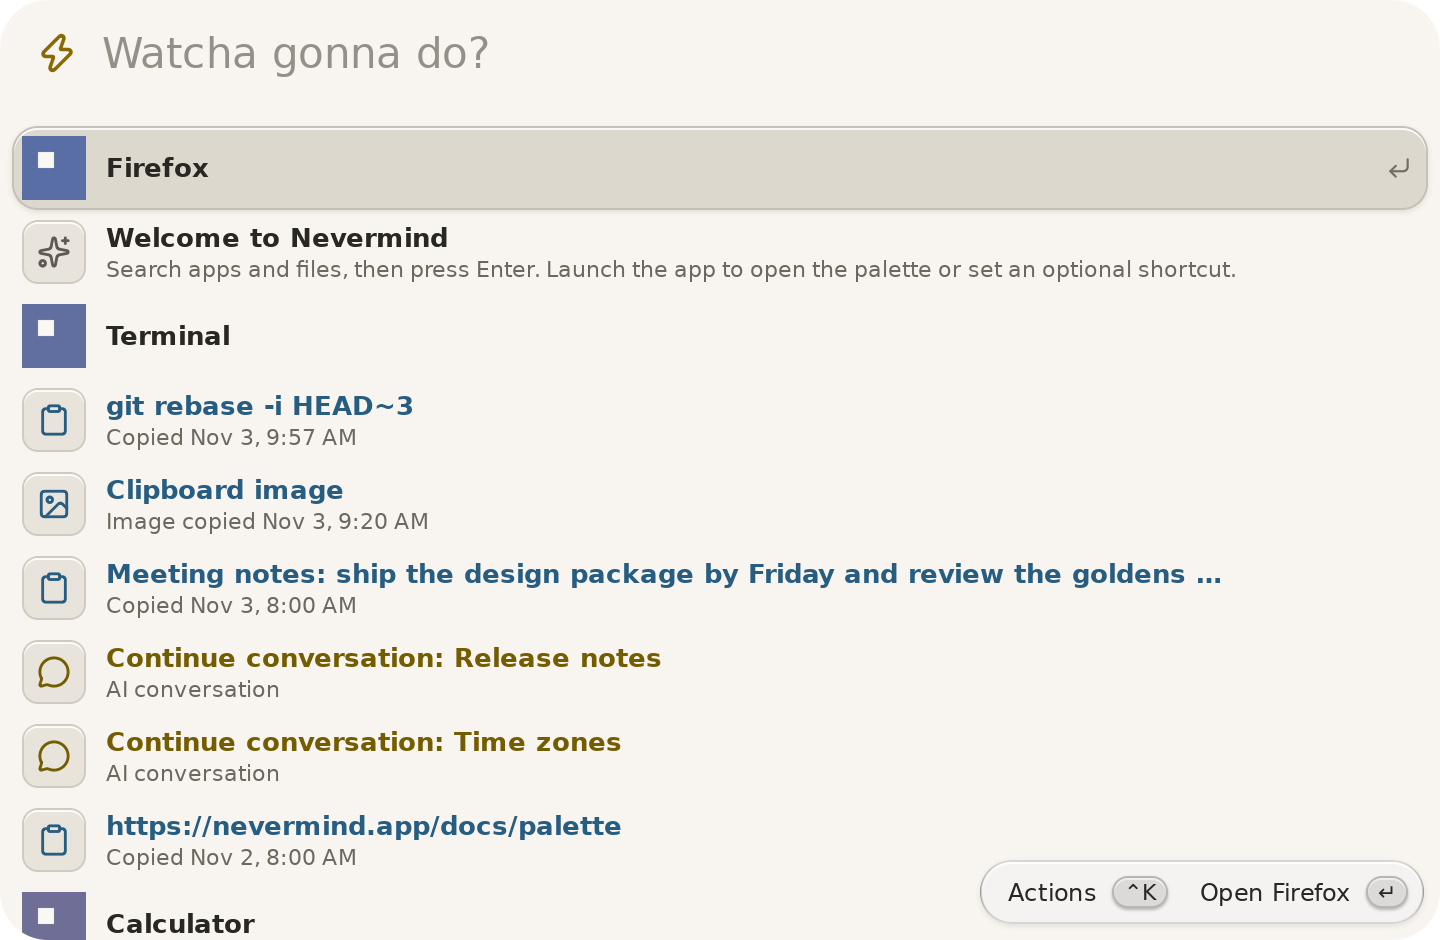 Watcha gonna do?
Firefox
Welcome to Nevermind
Search apps and files, then press Enter. Launch the app to open the palette or set an optional shortcut.
Terminal
git rebase -i HEAD~3
Copied Nov 3, 9:57 AM
Clipboard image
Image copied Nov 3, 9:20 AM
Meeting notes: ship the design package by Friday and review the goldens ...
Copied Nov 3, 8:00 AM
Continue conversation: Release notes
AI conversation
Continue conversation: Time zones
AI conversation
https://nevermind.app/docs/palette
Copied Nov 2, 8:00 AM
Actions ^K Open Firefox ↵
Calculator